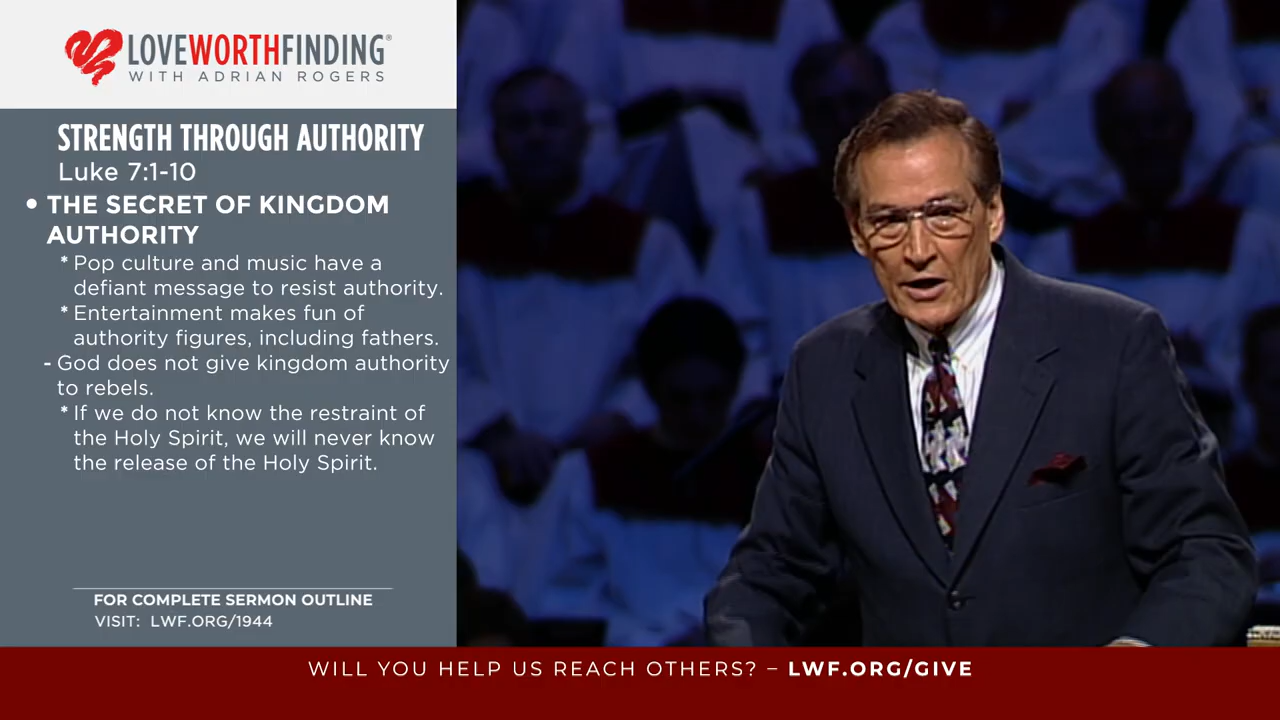 LOVEWORTHFINDING®
WITH ADRIAN ROGERS
STRENGTH THROUGH AUTHORITY
Luke 7:1-10
• THE SECRET OF KINGDOM
AUTHORITY
* Pop culture and music have a
defiant message to resist authority.
* Entertainment makes fun of
authority figures, including fathers.
- God does not give kingdom authority
to rebels.
* If we do not know the restraint of
the Holy Spirit, we will never know
the release of the Holy Spirit.
FOR COMPLETE SERMON OUTLINE
VISIT: LWF.ORG/1944
WILL YOU HELP US REACH OTHERS? – LWF.ORG/GIVE